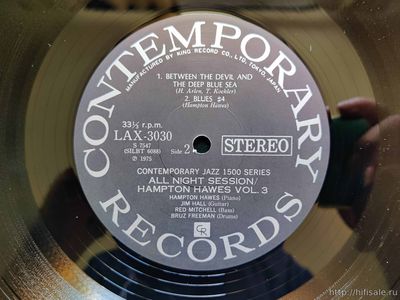 CONTEMPORARY
MANUFACTURED BY KING RECORD CO., LTD. TOKYO, JAPAN
1. BETWEEN THE DEVIL AND
THE DEEP BLUE SEA
(H. Arlen, T. Koehler)
2. BLUES #4
(Hampton Hawes)
33⅓ r.p.m.
LAX-3030
S 7547
(SILBT 6088)
Side 2
STEREO
℗ 1975
CONTEMPORARY JAZZ 1500 SERIES
ALL NIGHT SESSION/
HAMPTON HAWES VOL. 3
HAMPTON HAWES (Piano)
JIM HALL (Guitar)
RED MITCHELL (Bass)
BRUZ FREEMAN (Drums)
CR
RECORDS
http://hifisale.ru